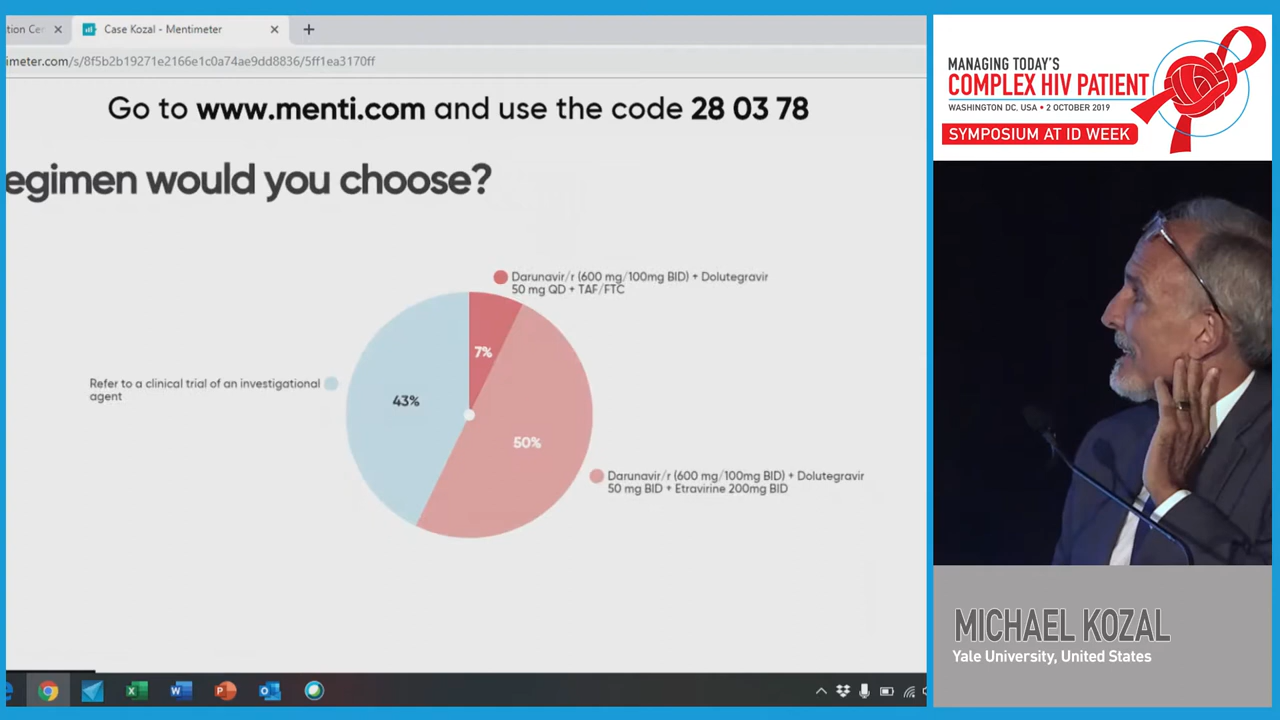 tion Cer
Case Kozal - Mentimeter
imeter.com/s/8f5b2b19271e2166e1c0a74ae9dd8836/5ff1ea3170ff
Go to www.menti.com and use the code 28 03 78
egimen would you choose?
Darunavir/r (600 mg/100mg BID) + Dolutegravir
50 mg QD + TAF/FTC
7%
Refer to a clinical trial of an investigational
agent
43%
50%
Darunavir/r (600 mg/100mg BID) + Dolutegravir
50 mg BID + Etravirine 200mg BID
MANAGING TODAY'S
COMPLEX HIV PATIENT
WASHINGTON DC, USA • 2 OCTOBER 2019
SYMPOSIUM AT ID WEEK
MICHAEL KOZAL
Yale University, United States